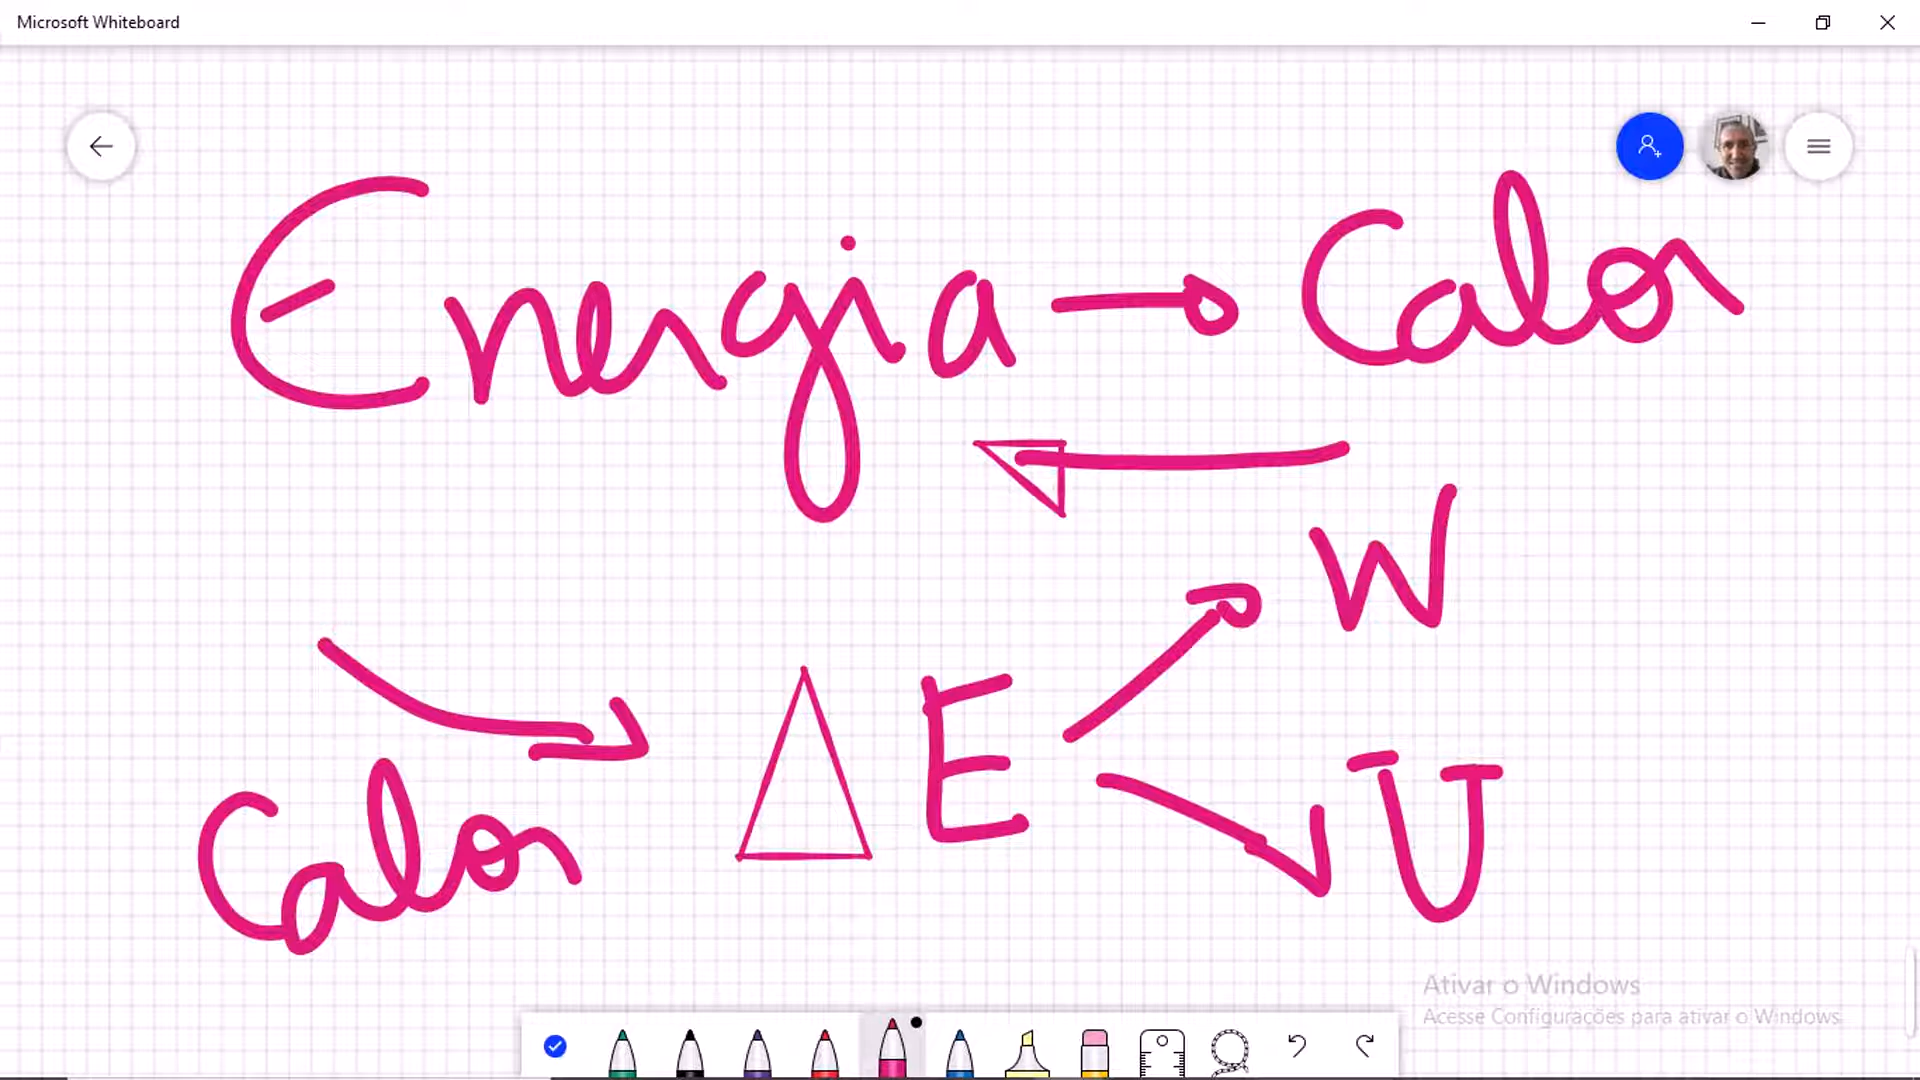 Microsoft Whiteboard
Energia → Calor
←
W
Calor → ΔE
U
Ativar o Windows
Acesse Configurações para ativar o Windows.